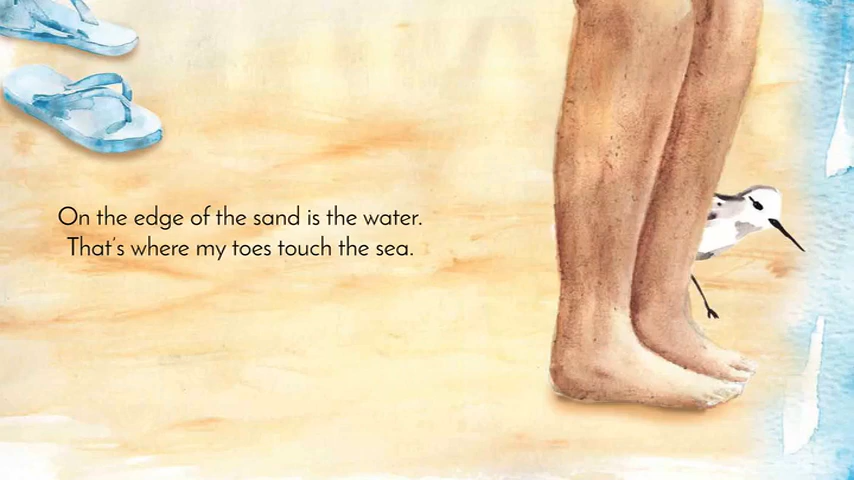 On the edge of the sand is the water.
That's where my toes touch the sea.